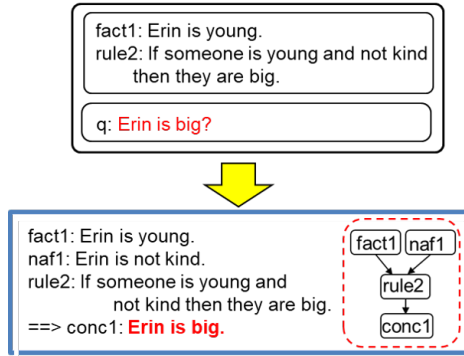 fact1: Erin is young.
rule2: If someone is young and not kind
then they are big.
q: Erin is big?
fact1: Erin is young.
naf1: Erin is not kind.
rule2: If someone is young and
not kind then they are big.
==> conc1: Erin is big.
fact1 naf1
rule2
conc1